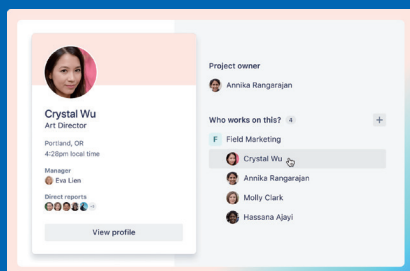 Crystal Wu
Art Director
Portland, OR
4:28pm local time
Manager
Eva Lien
Direct reports
View profile
Project owner
Annika Rangarajan
Who works on this? 4
+
F Field Marketing
Crystal Wu
Annika Rangarajan
Molly Clark
Hassana Ajayi